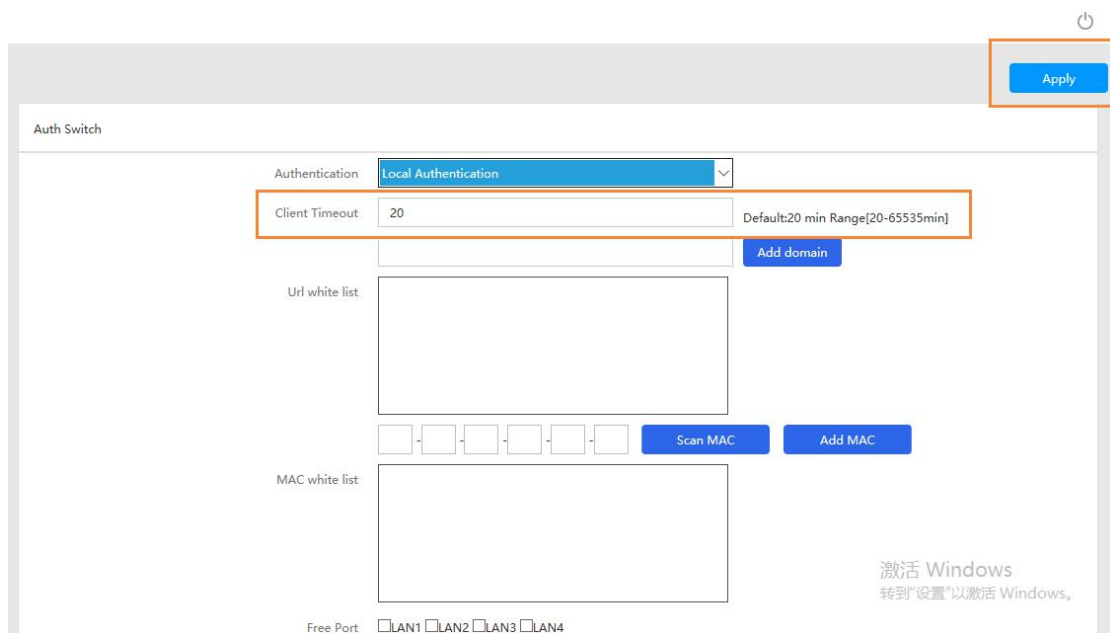 Apply
Auth Switch
Authentication Local Authentication
Client Timeout 20 Default:20 min Range[20-65535min]
Add domain
Url white list
- - - - - Scan MAC Add MAC
MAC white list
激活 Windows
转到"设置"以激活 Windows。
Free Port LAN1 LAN2 LAN3 LAN4